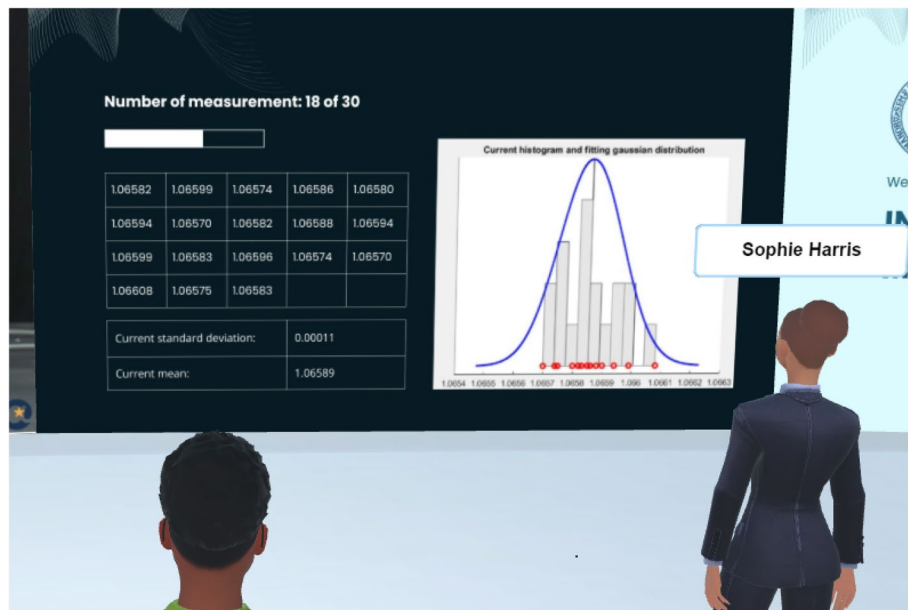 Number of measurement: 18 of 30
1.06582 1.06599 1.06574 1.06586 1.06580
1.06594 1.06570 1.06582 1.06588 1.06594
1.06599 1.06583 1.06596 1.06574 1.06570
1.06608 1.06575 1.06583
Current standard deviation: 0.00011
Current mean: 1.06589
Current histogram and fitting gaussian distribution
1.0654 1.0655 1.0656 1.0657 1.0658 1.0659 1.066 1.0661 1.0662 1.0663
We
Sophie Harris